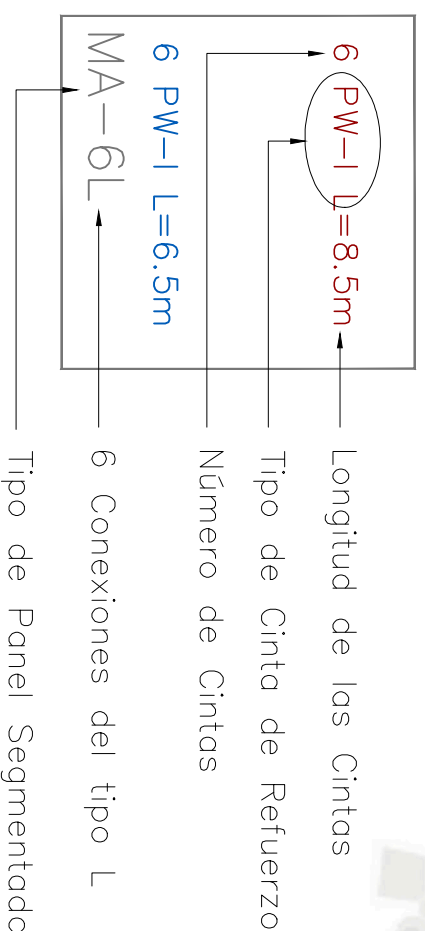 6 PW-I L=8.5m
6 PW-I L=6.5m
MA-6L
Longitud de las Cintas
Tipo de Cinta de Refuerzo
Número de Cintas
6 Conexiones del tipo L
Tipo de Panel Segmentado